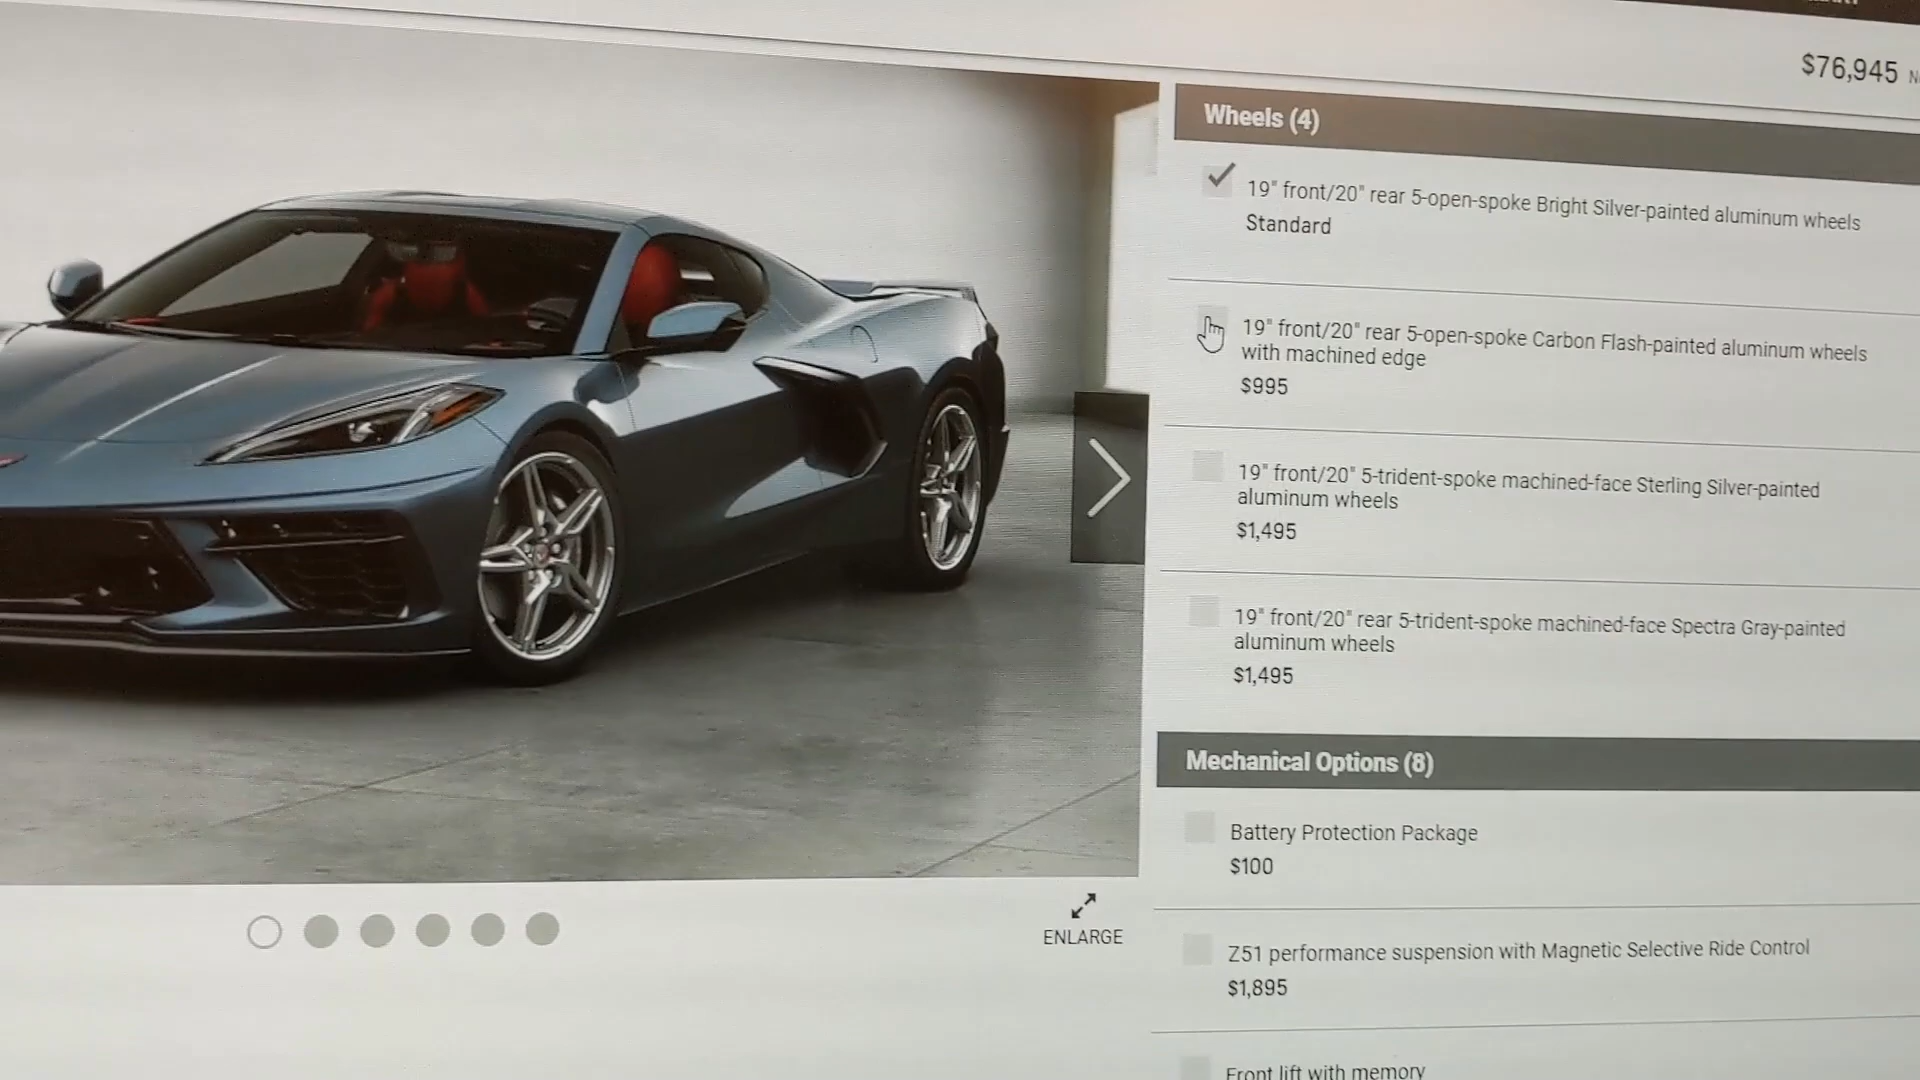 $76,945
Wheels (4)
19" front/20" rear 5-open-spoke Bright Silver-painted aluminum wheels
Standard
19" front/20" rear 5-open-spoke Carbon Flash-painted aluminum wheels
with machined edge
$995
19" front/20" 5-trident-spoke machined-face Sterling Silver-painted
aluminum wheels
$1,495
19" front/20" rear 5-trident-spoke machined-face Spectra Gray-painted
aluminum wheels
$1,495
Mechanical Options (8)
Battery Protection Package
$100
ENLARGE
Z51 performance suspension with Magnetic Selective Ride Control
$1,895
Front lift with memory